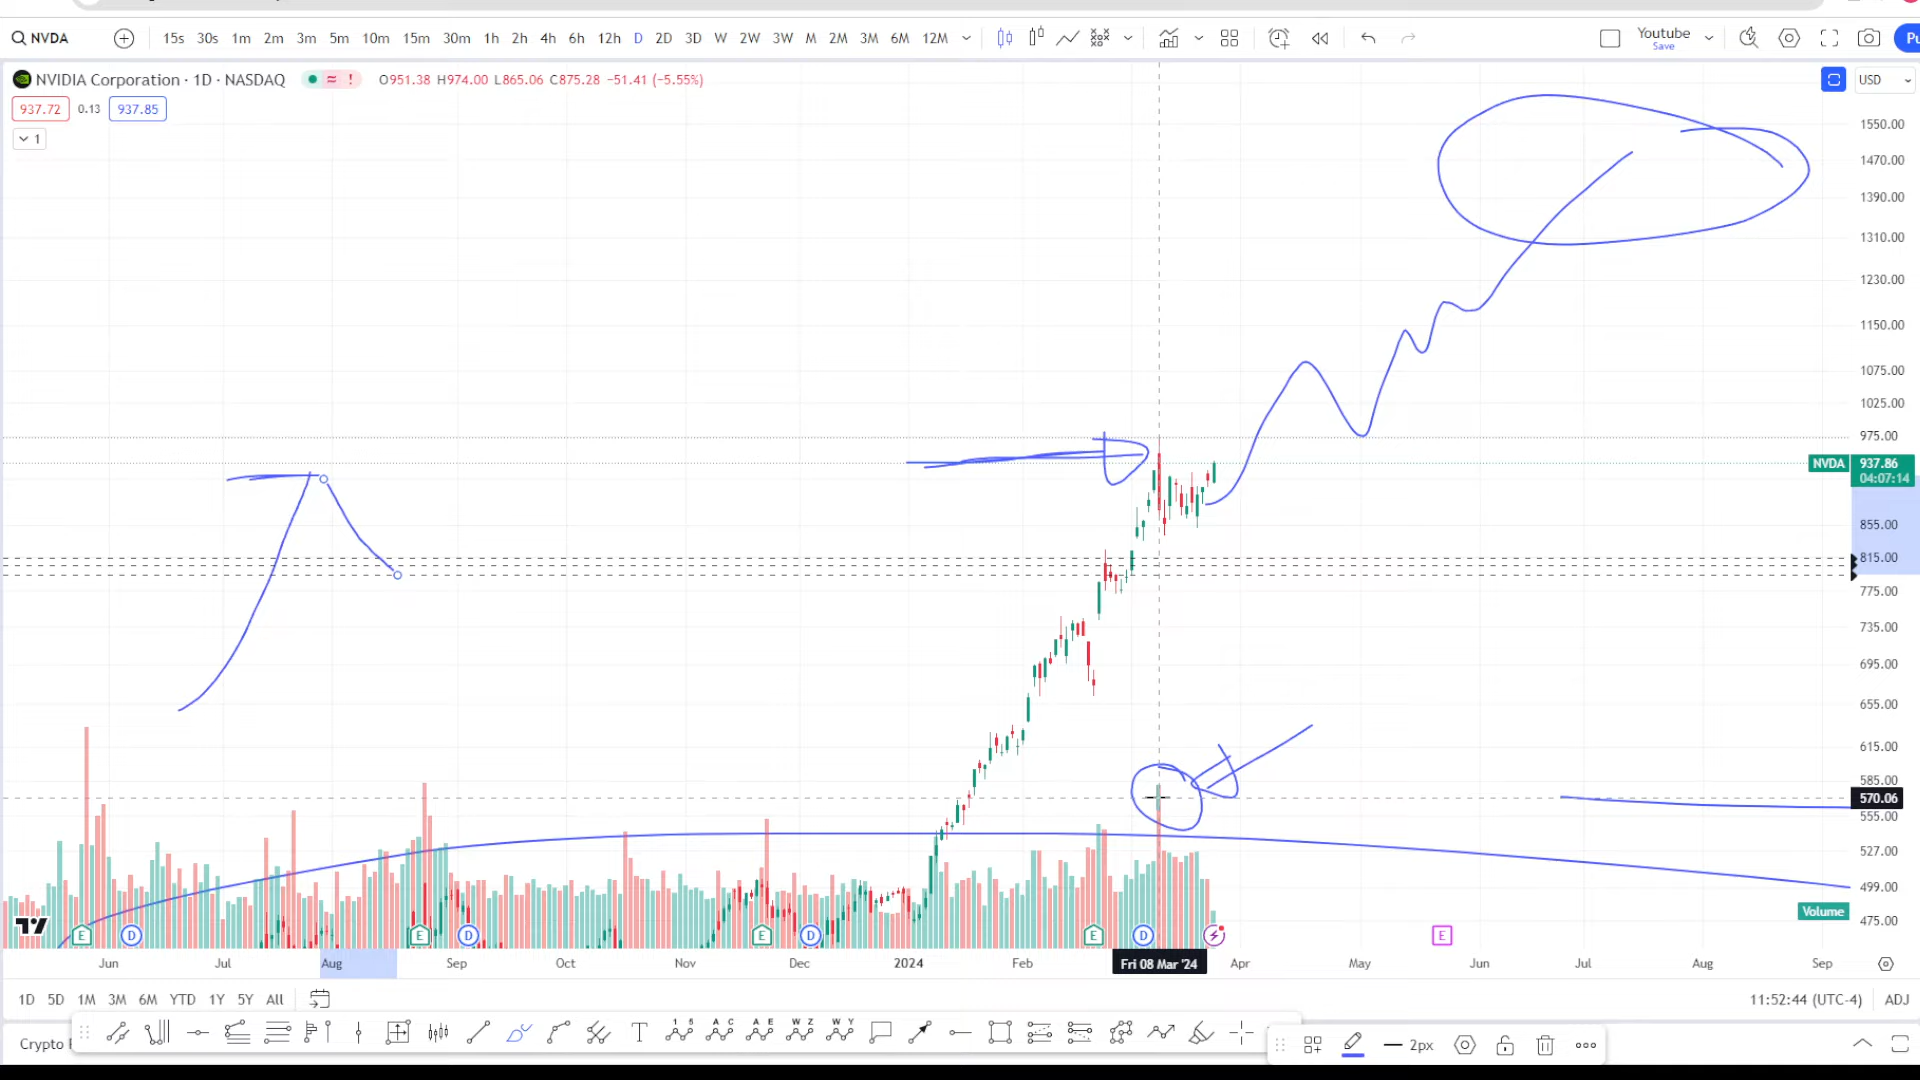 NVDA 15s 30s 1m 2m 3m 5m 10m 15m 30m 1h 2h 4h 6h 12h D 2D 3D W 2W 3W M 2M 3M 6M 12M Youtube
Save
NVIDIA Corporation · 1D · NASDAQ ≈ ! O951.38 H974.00 L865.06 C875.28 −51.41 (−5.55%) USD
937.72 0.13 937.85
1
1550.00
1470.00
1390.00
1310.00
1230.00
1150.00
1075.00
1025.00
975.00
NVDA 937.86
04:07:14
855.00
815.00
775.00
735.00
695.00
655.00
615.00
585.00
570.06
555.00
527.00
499.00
Volume
475.00
E D E D E D E D E
Jun Jul Aug Sep Oct Nov Dec 2024 Feb Fri 08 Mar '24 Apr May Jun Jul Aug Sep
1D 5D 1M 3M 6M YTD 1Y 5Y All 11:52:44 (UTC-4) ADJ
Crypto T 1 5 A C A E W Z W Y 2px